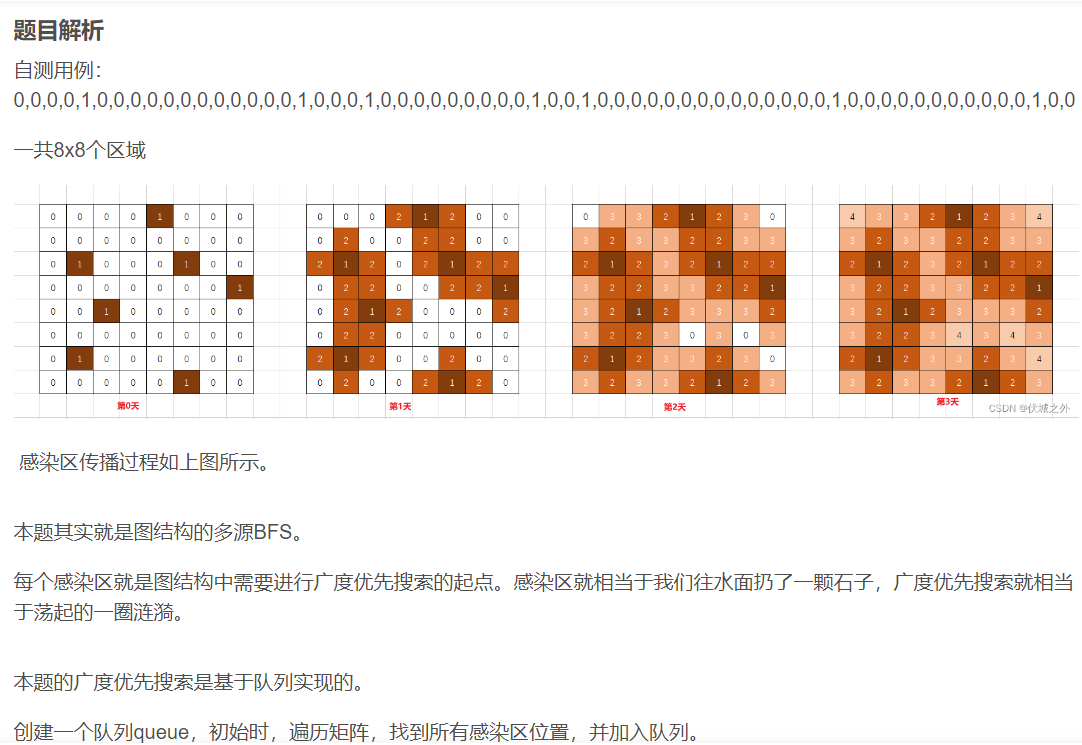 题目解析
自测用例：
0,0,0,0,1,0,0,0,0,0,0,0,0,0,0,0,0,1,0,0,0,1,0,0,0,0,0,0,0,0,0,1,0,0,1,0,0,0,0,0,0,0,0,0,0,0,0,0,0,1,0,0,0,0,0,0,0,0,0,0,0,1,0,0
一共8x8个区域
0 0 0 0 1 0 0 0 0 0 0 2 1 2 0 0 0 3 3 2 1 2 3 0 4 3 3 2 1 2 3 4
0 0 0 0 0 0 0 0 0 2 0 0 2 2 0 0 3 2 3 3 2 2 3 3 3 2 3 3 2 2 3 3
0 1 0 0 0 1 0 0 2 1 2 0 2 1 2 2 2 1 2 3 2 1 2 2 2 1 2 3 2 1 2 2
0 0 0 0 0 0 0 1 0 2 2 0 0 2 2 1 3 2 2 3 3 2 2 1 3 2 2 3 3 2 2 1
0 0 1 0 0 0 0 0 0 2 1 2 0 0 0 2 3 2 1 2 3 3 3 2 3 2 1 2 3 3 3 2
0 0 0 0 0 0 0 0 0 2 2 0 0 0 0 0 3 2 2 3 0 3 0 3 3 2 2 3 4 3 4 3
0 1 0 0 0 0 0 0 2 1 2 0 0 2 0 0 2 1 2 3 3 2 3 0 2 1 2 3 3 2 3 4
0 0 0 0 0 1 0 0 0 2 0 0 2 1 2 0 3 2 3 3 2 1 2 3 3 2 3 3 2 1 2 3
第0天 第1天 第2天 第3天
CSDN @伏城之外
感染区传播过程如上图所示。
本题其实就是图结构的多源BFS。
每个感染区就是图结构中需要进行广度优先搜索的起点。感染区就相当于我们往水面扔了一颗石子，广度优先搜索就相当
于荡起的一圈涟漪。
本题的广度优先搜索是基于队列实现的。
创建一个队列queue，初始时，遍历矩阵，找到所有感染区位置，并加入队列。